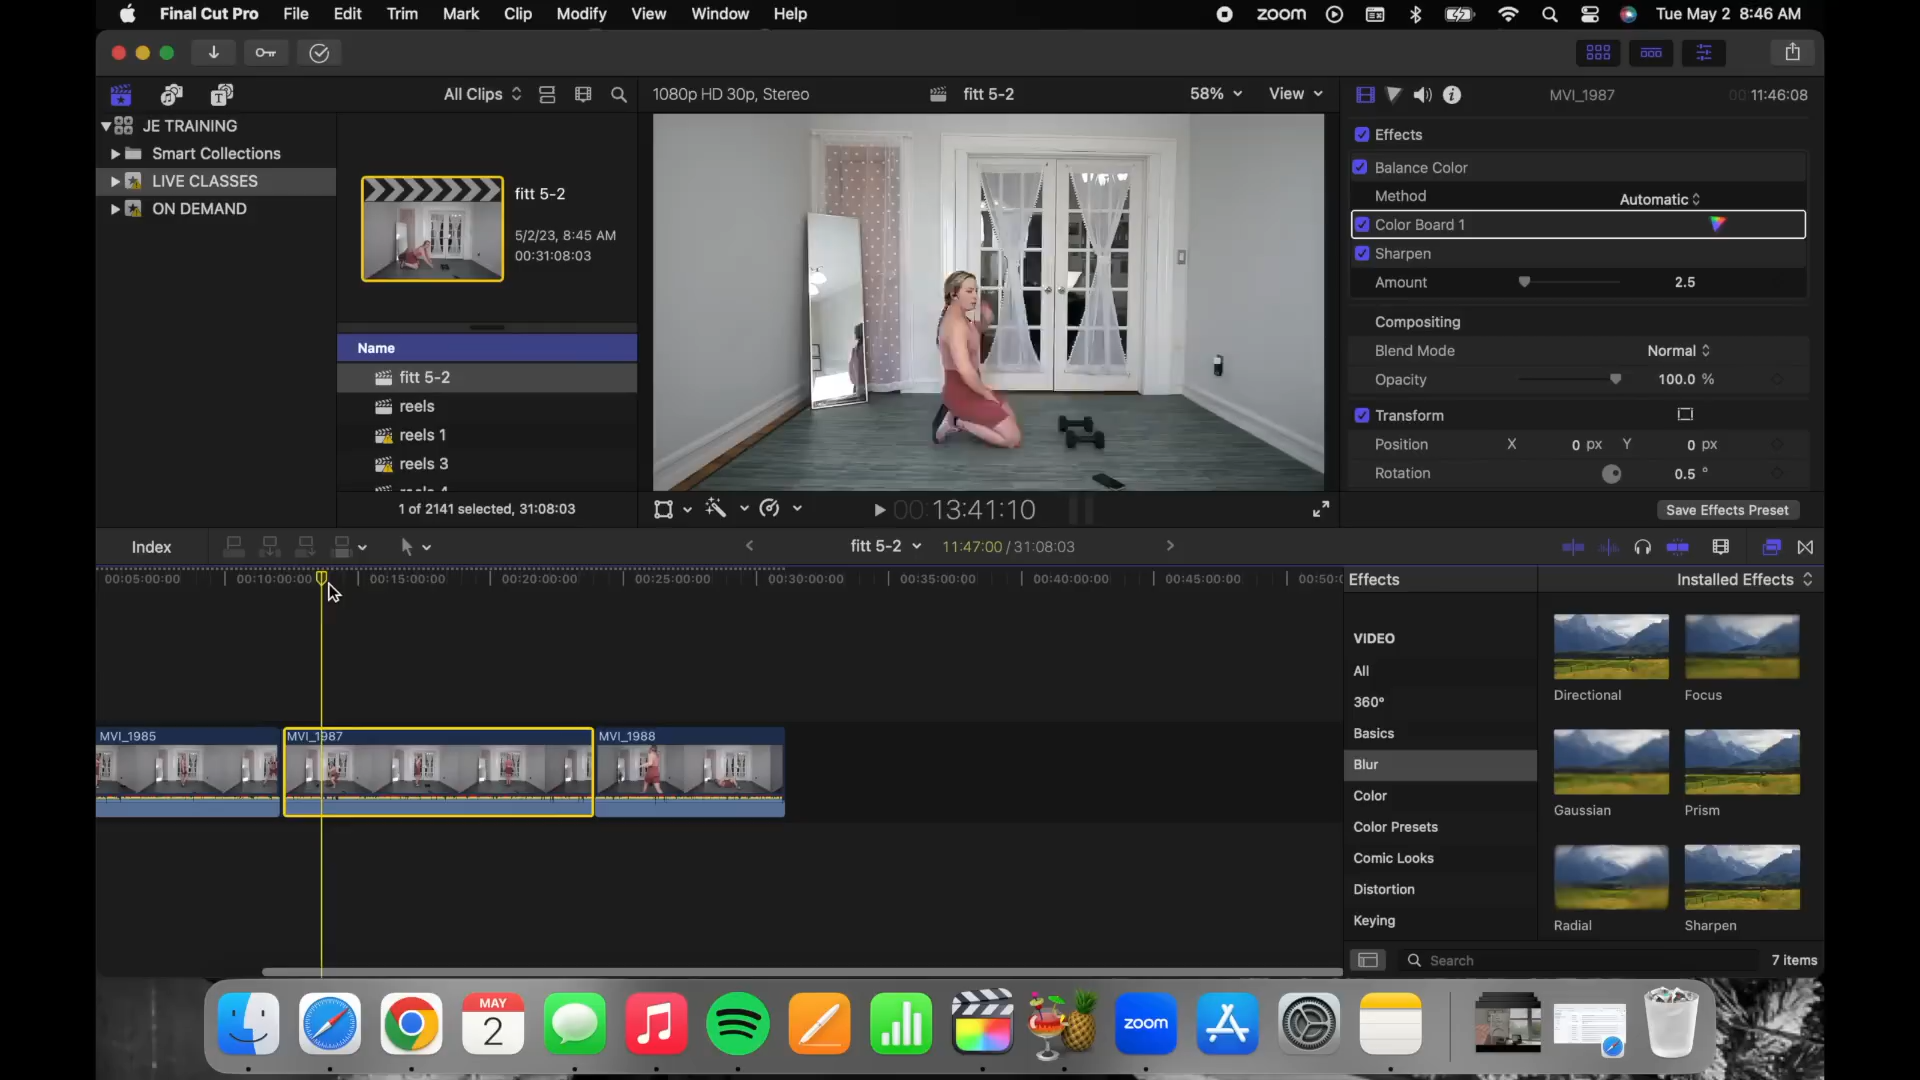 Final Cut Pro File Edit Trim Mark Clip Modify View Window Help zoom Tue May 2 8:46 AM
All Clips 1080p HD 30p, Stereo fitt 5-2 58% View MVI_1987 00:11:46:08
JE TRAINING
Smart Collections
LIVE CLASSES
ON DEMAND
fitt 5-2
5/2/23, 8:45 AM
00:31:08:03
Name
fitt 5-2
reels
reels 1
reels 3
1 of 2141 selected, 31:08:03
00:00:13:41:10
Effects
Balance Color
Method Automatic
Color Board 1
Sharpen
Amount 2.5
Compositing
Blend Mode Normal
Opacity 100.0 %
Transform
Position X 0 px Y 0 px
Rotation 0.5 °
Save Effects Preset
Index fitt 5-2 11:47:00 / 31:08:03
00:05:00:00 00:10:00:00 00:15:00:00 00:20:00:00 00:25:00:00 00:30:00:00 00:35:00:00 00:40:00:00 00:45:00:00 00:50:0
MVI_1985 MVI_1987 MVI_1988
Effects Installed Effects
VIDEO
All
360°
Basics
Blur
Color
Color Presets
Comic Looks
Distortion
Keying
Directional Focus
Gaussian Prism
Radial Sharpen
Search 7 items
MAY
2
zoom